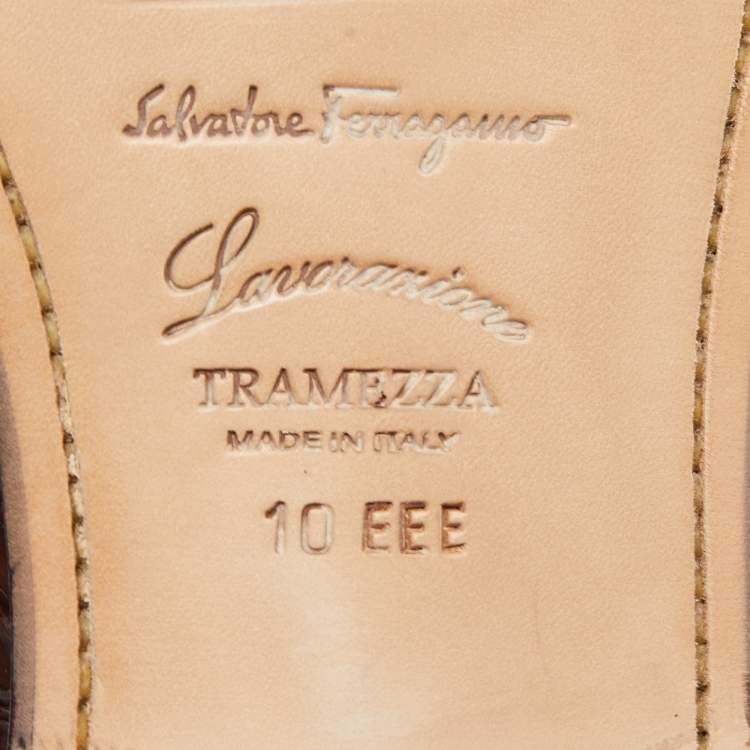 Salvatore Ferragamo
Lavorazione
TRAMEZZA
MADE IN ITALY
10 EEE